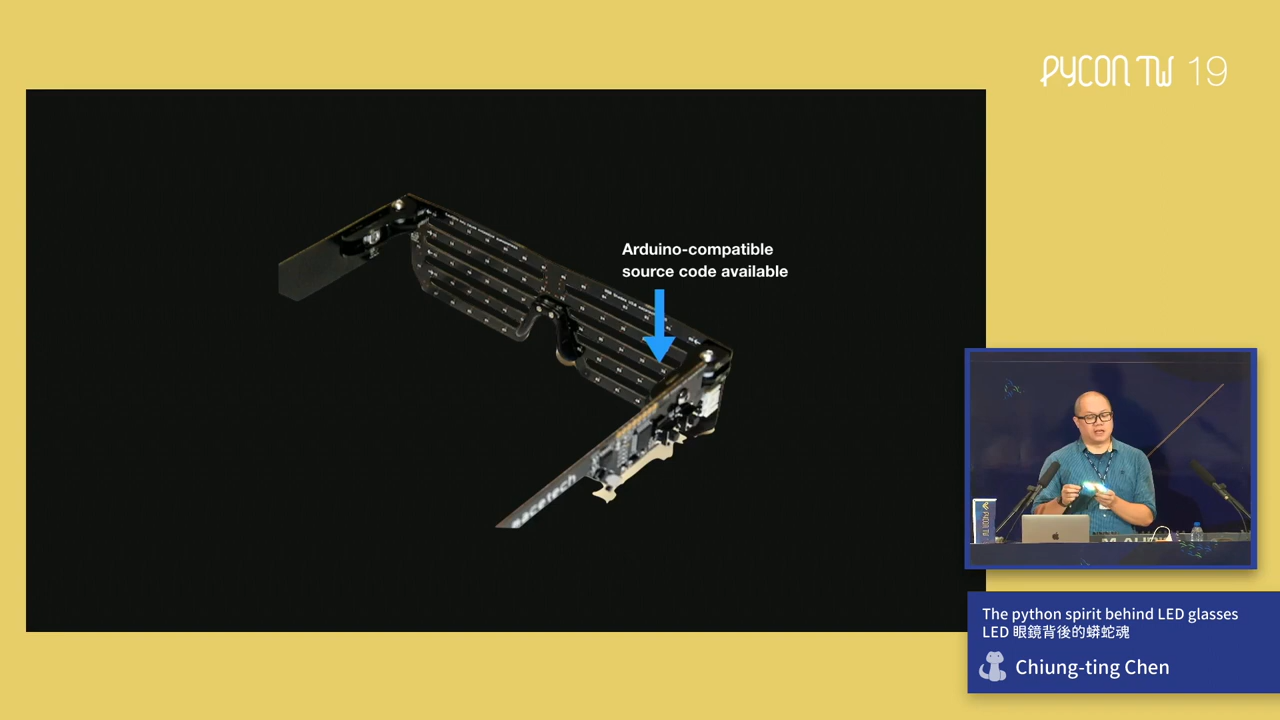 PYCON TW 19
Arduino-compatible
source code available
macetech
The python spirit behind LED glasses
LED 眼鏡背後的蟒蛇魂
Chiung-ting Chen